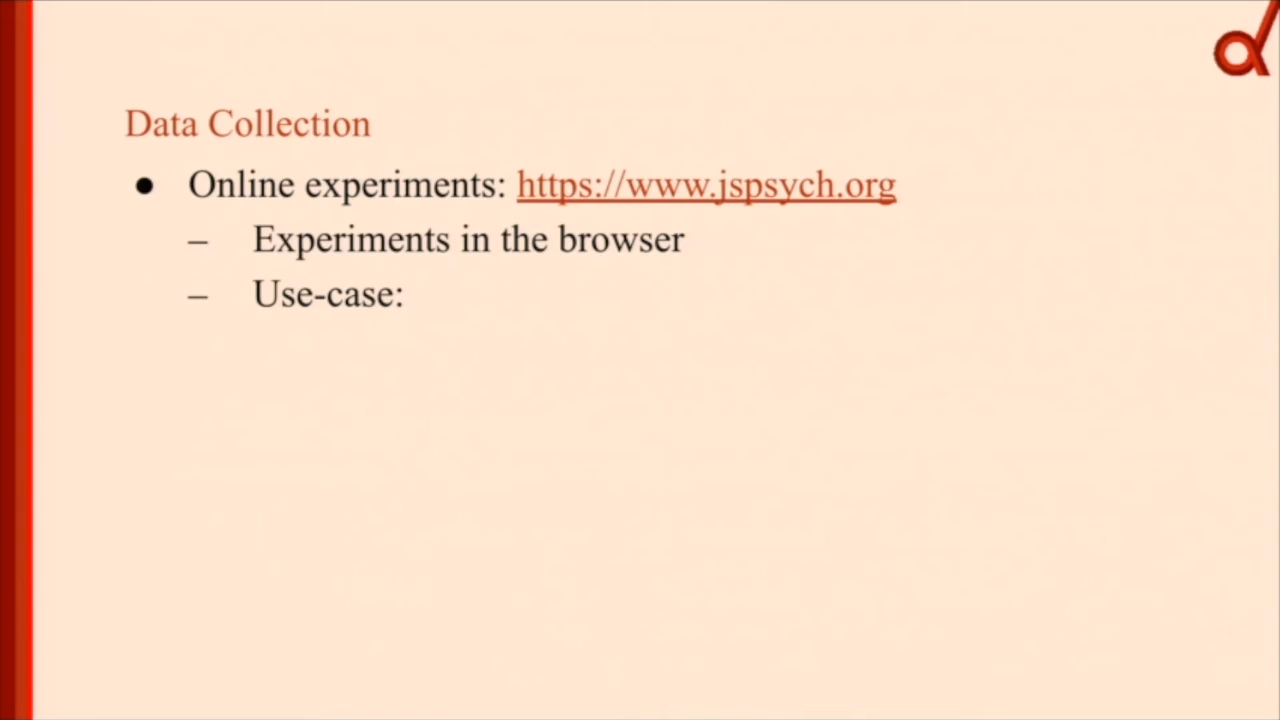 Data Collection
● Online experiments: https://www.jspsych.org
– Experiments in the browser
– Use-case: